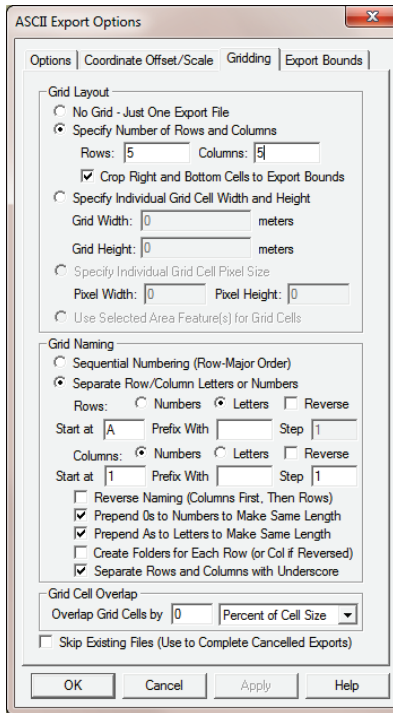 ASCII Export Options
Options Coordinate Offset/Scale Gridding Export Bounds
Grid Layout
No Grid - Just One Export File
Specify Number of Rows and Columns
Rows: 5 Columns: 5
Crop Right and Bottom Cells to Export Bounds
Specify Individual Grid Cell Width and Height
Grid Width: 0 meters
Grid Height: 0 meters
Specify Individual Grid Cell Pixel Size
Pixel Width: 0 Pixel Height: 0
Use Selected Area Feature(s) for Grid Cells
Grid Naming
Sequential Numbering (Row-Major Order)
Separate Row/Column Letters or Numbers
Rows: Numbers Letters Reverse
Start at A Prefix With Step 1
Columns: Numbers Letters Reverse
Start at 1 Prefix With Step 1
Reverse Naming (Columns First, Then Rows)
Prepend 0s to Numbers to Make Same Length
Prepend As to Letters to Make Same Length
Create Folders for Each Row (or Col if Reversed)
Separate Rows and Columns with Underscore
Grid Cell Overlap
Overlap Grid Cells by 0 Percent of Cell Size
Skip Existing Files (Use to Complete Cancelled Exports)
OK Cancel Apply Help